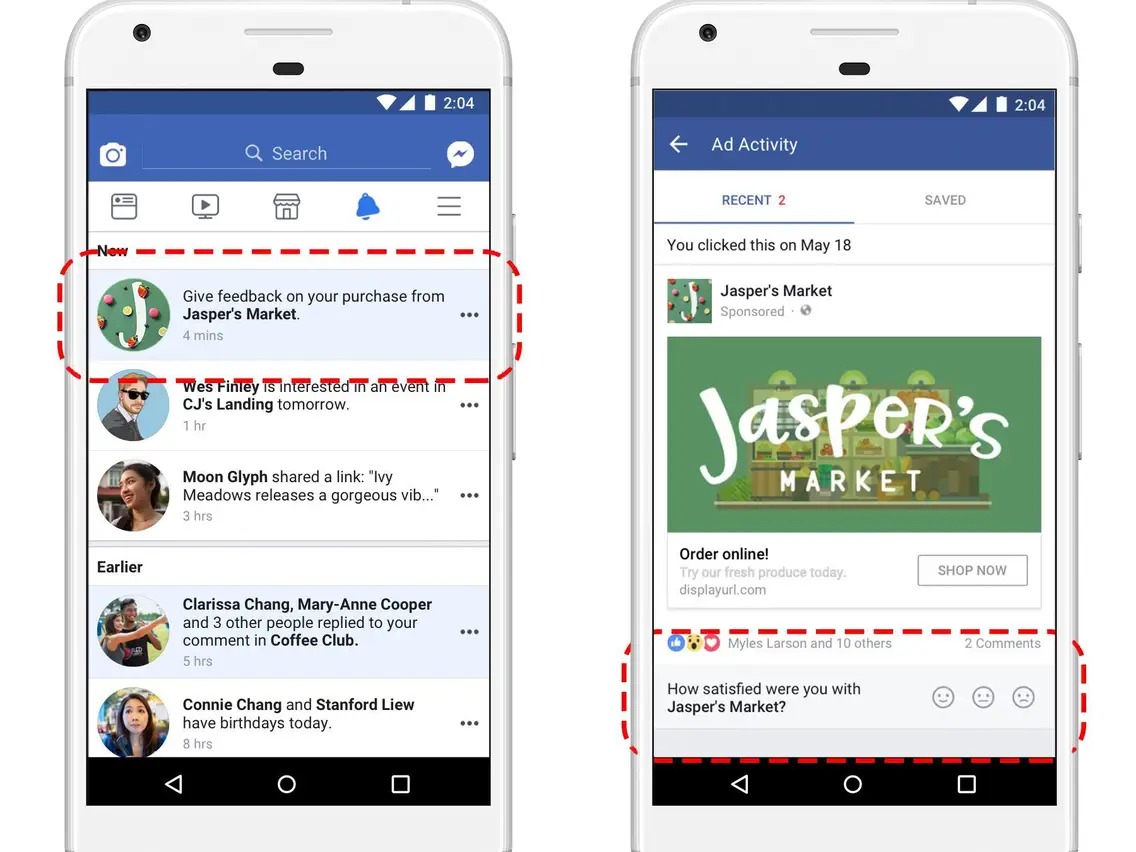 2:04
Search
Now
Give feedback on your purchase from
Jasper's Market.
4 mins
Wes Finley is interested in an event in
CJ's Landing tomorrow.
1 hr
Moon Glyph shared a link: "Ivy
Meadows releases a gorgeous vib..."
3 hrs
Earlier
Clarissa Chang, Mary-Anne Cooper
and 3 other people replied to your
comment in Coffee Club.
5 hrs
Connie Chang and Stanford Liew
have birthdays today.
8 hrs
2:04
Ad Activity
RECENT 2 SAVED
You clicked this on May 18
J
Jasper's Market
Sponsored ·
Jasper's
MARKET
Order online!
Try our fresh produce today.
displayurl.com
SHOP NOW
Myles Larson and 10 others 2 Comments
How satisfied were you with
Jasper's Market?